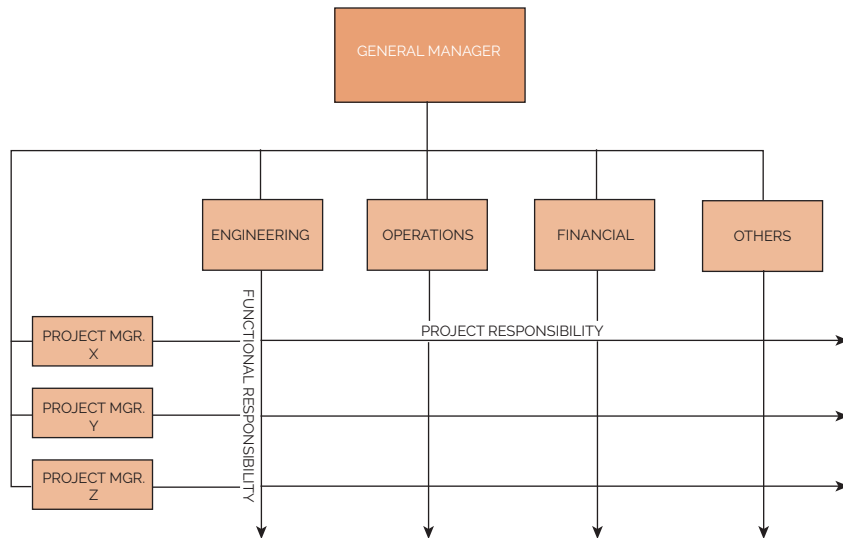 GENERAL MANAGER
ENGINEERING
OPERATIONS
FINANCIAL
OTHERS
FUNCTIONAL RESPONSIBILITY
PROJECT RESPONSIBILITY
PROJECT MGR.
X
PROJECT MGR.
Y
PROJECT MGR.
Z